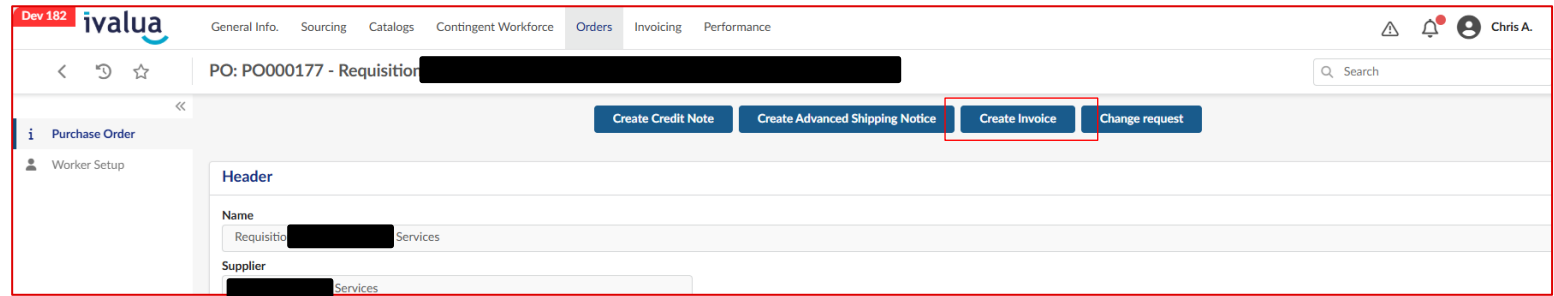 Dev 182 ivalua General Info. Sourcing Catalogs Contingent Workforce Orders Invoicing Performance Chris A.
PO: PO000177 - Requisition Search
Create Credit Note Create Advanced Shipping Notice Create Invoice Change request
Purchase Order
Worker Setup
Header
Name
Requisitio Services
Supplier
Services